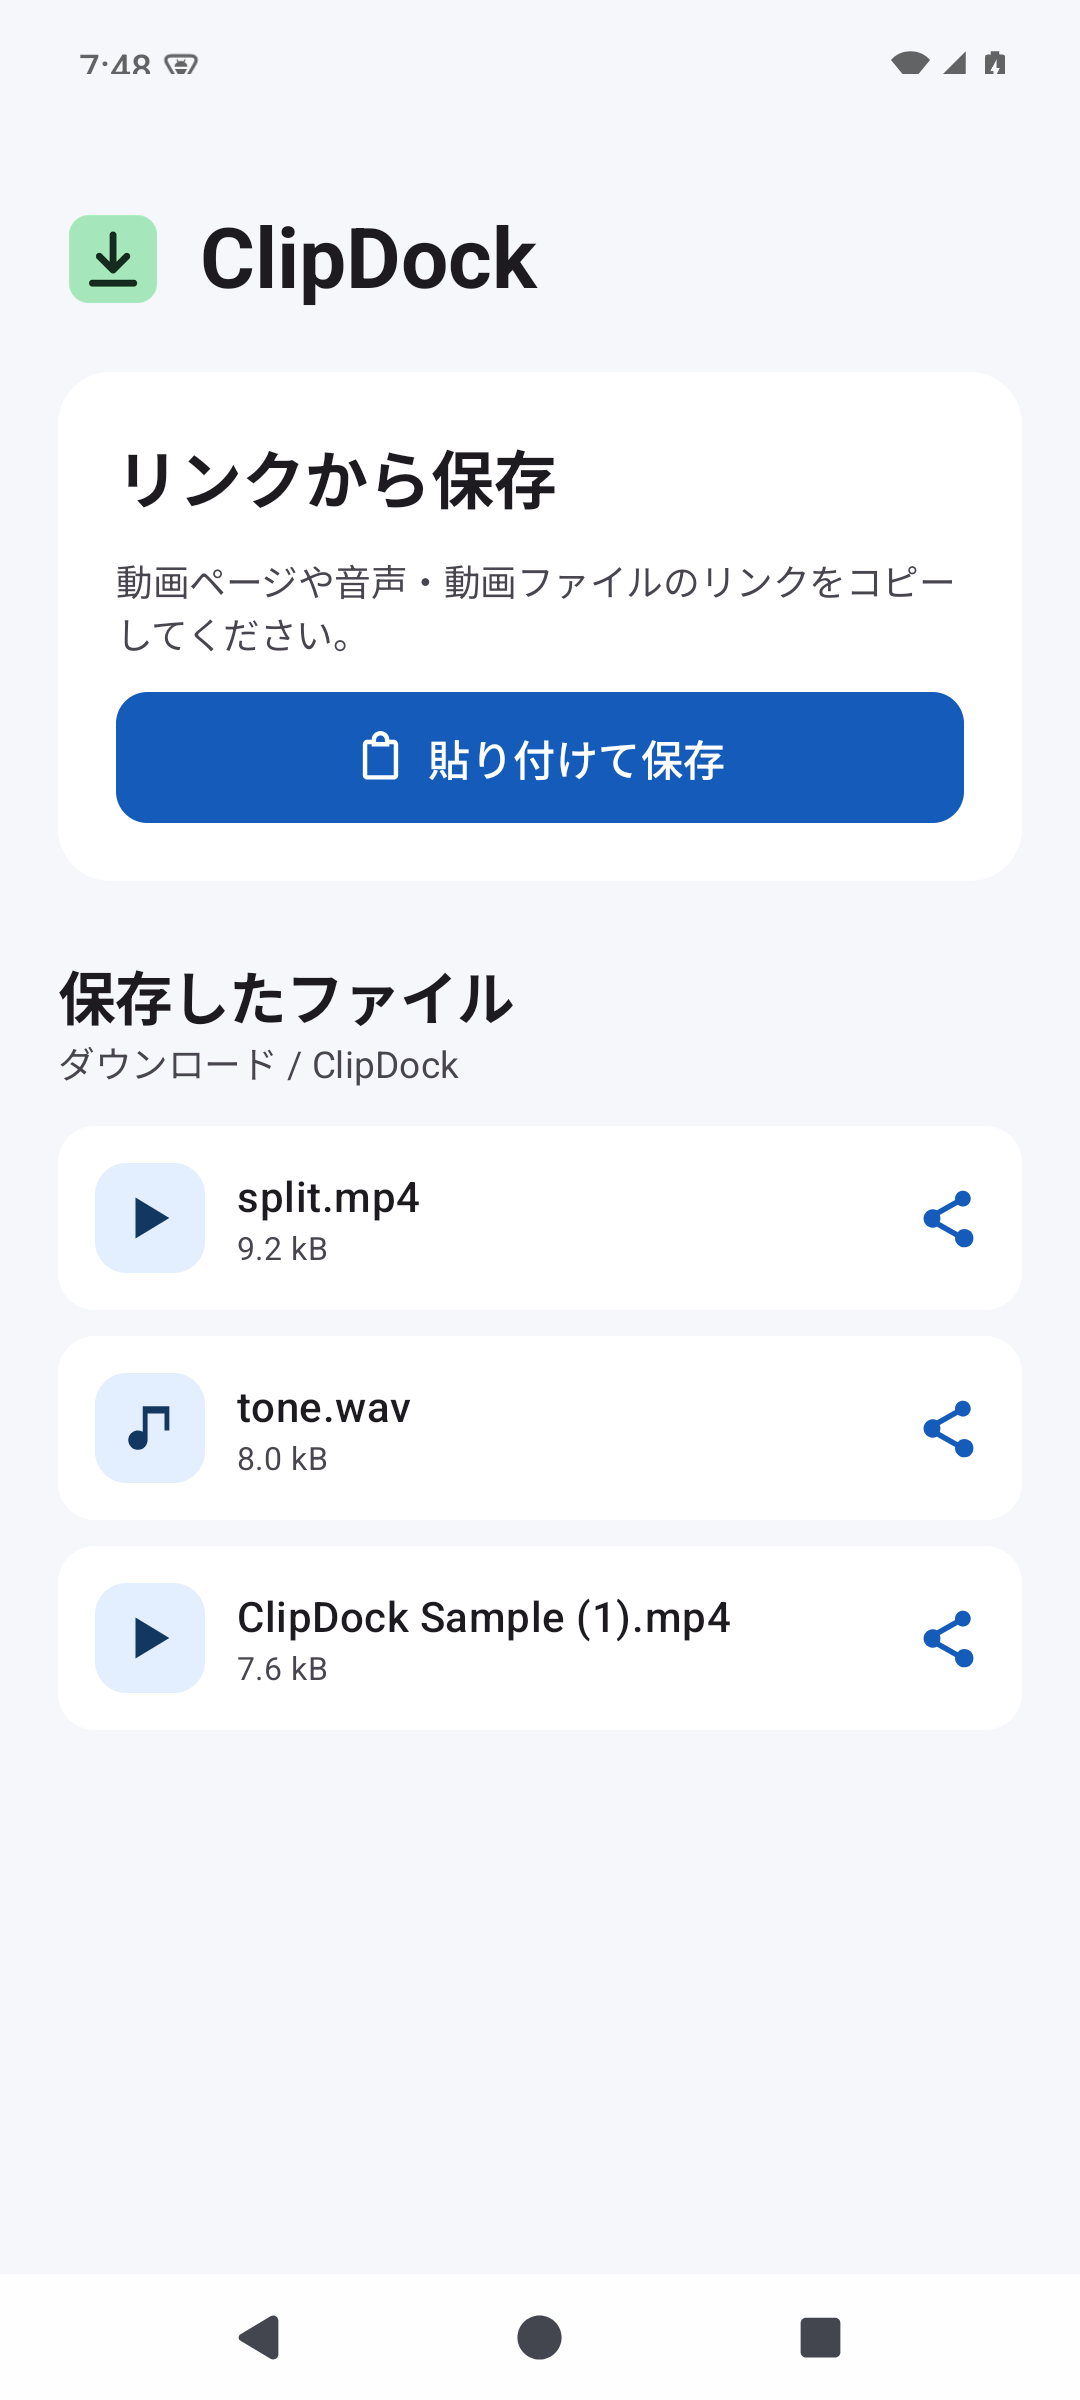 7:48
ClipDock
リンクから保存
動画ページや音声・動画ファイルのリンクをコピー
してください。
貼り付けて保存
保存したファイル
ダウンロード / ClipDock
split.mp4
9.2 kB
tone.wav
8.0 kB
ClipDock Sample (1).mp4
7.6 kB